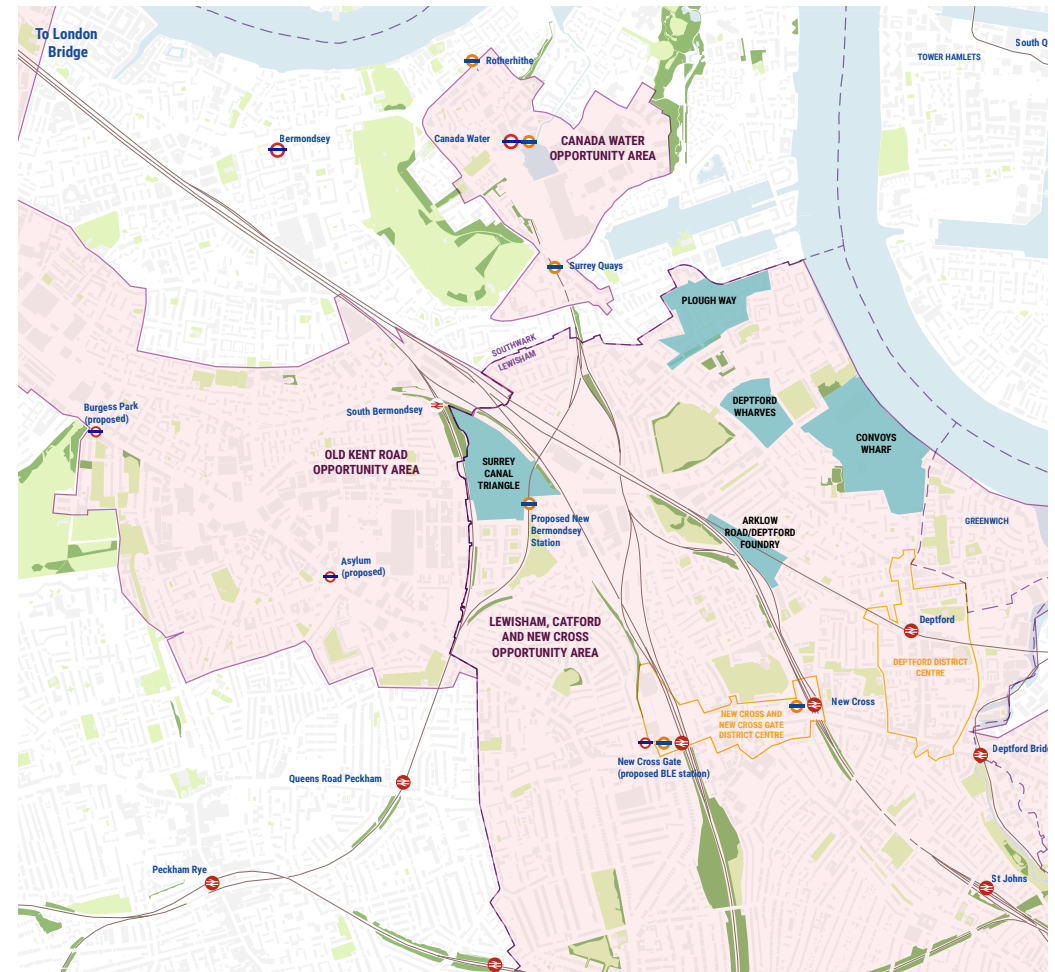 To London
Bridge
Rotherhithe
South Q
TOWER HAMLETS
Bermondsey
Canada Water
CANADA WATER
OPPORTUNITY AREA
Surrey Quays
PLOUGH WAY
SOUTHWARK
LEWISHAM
Burgess Park
(proposed)
South Bermondsey
DEPTFORD
WHARVES
CONVOYS
WHARF
OLD KENT ROAD
OPPORTUNITY AREA
SURREY
CANAL
TRIANGLE
Proposed New
Bermondsey
Station
ARKLOW
ROAD/DEPTFORD
FOUNDRY
GREENWICH
Asylum
(proposed)
LEWISHAM, CATFORD
AND NEW CROSS
OPPORTUNITY AREA
Deptford
DEPTFORD DISTRICT
CENTRE
New Cross
NEW CROSS AND
NEW CROSS GATE
DISTRICT CENTRE
New Cross Gate
(proposed BLE station)
Deptford Bridg
Queens Road Peckham
Peckham Rye
St Johns